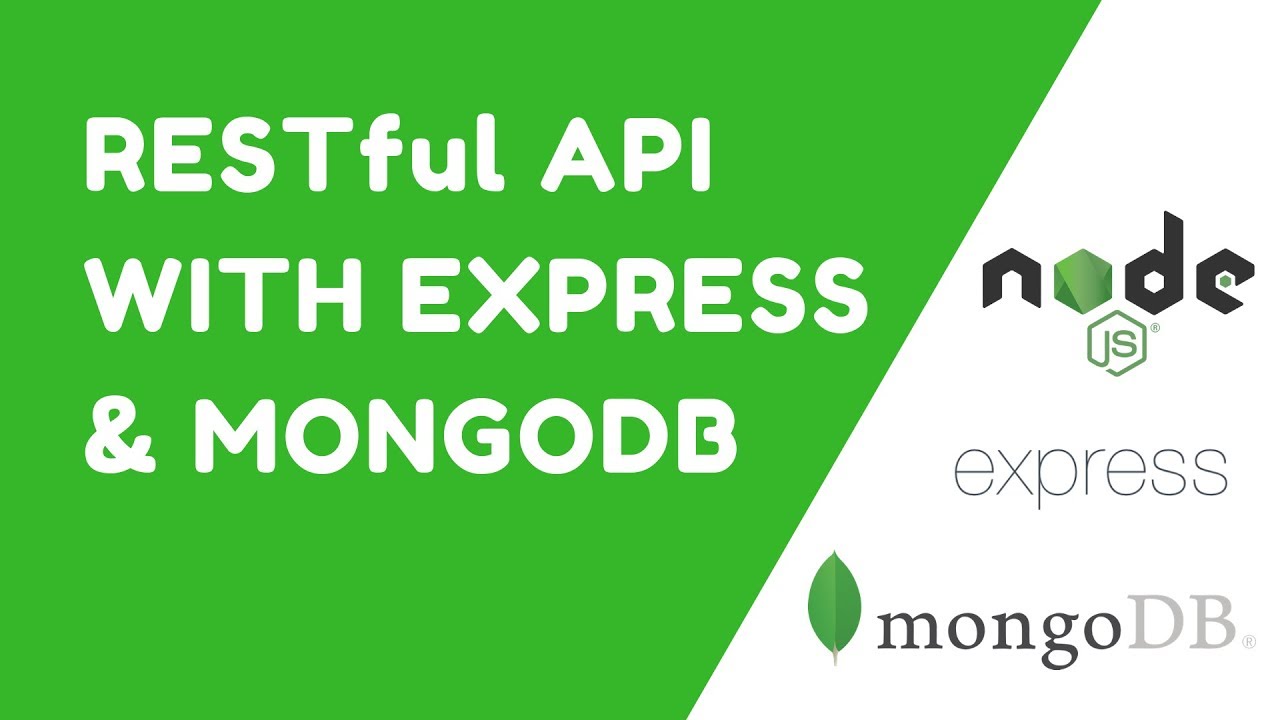 RESTful API
WITH EXPRESS
& MONGODB
node
JS ®
express
mongoDB®